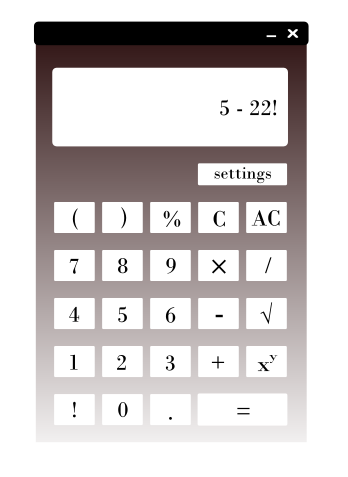 5 - 22!
settings
( ) % C AC
7 8 9 × /
4 5 6 - √
1 2 3 + xʸ
! 0 . =